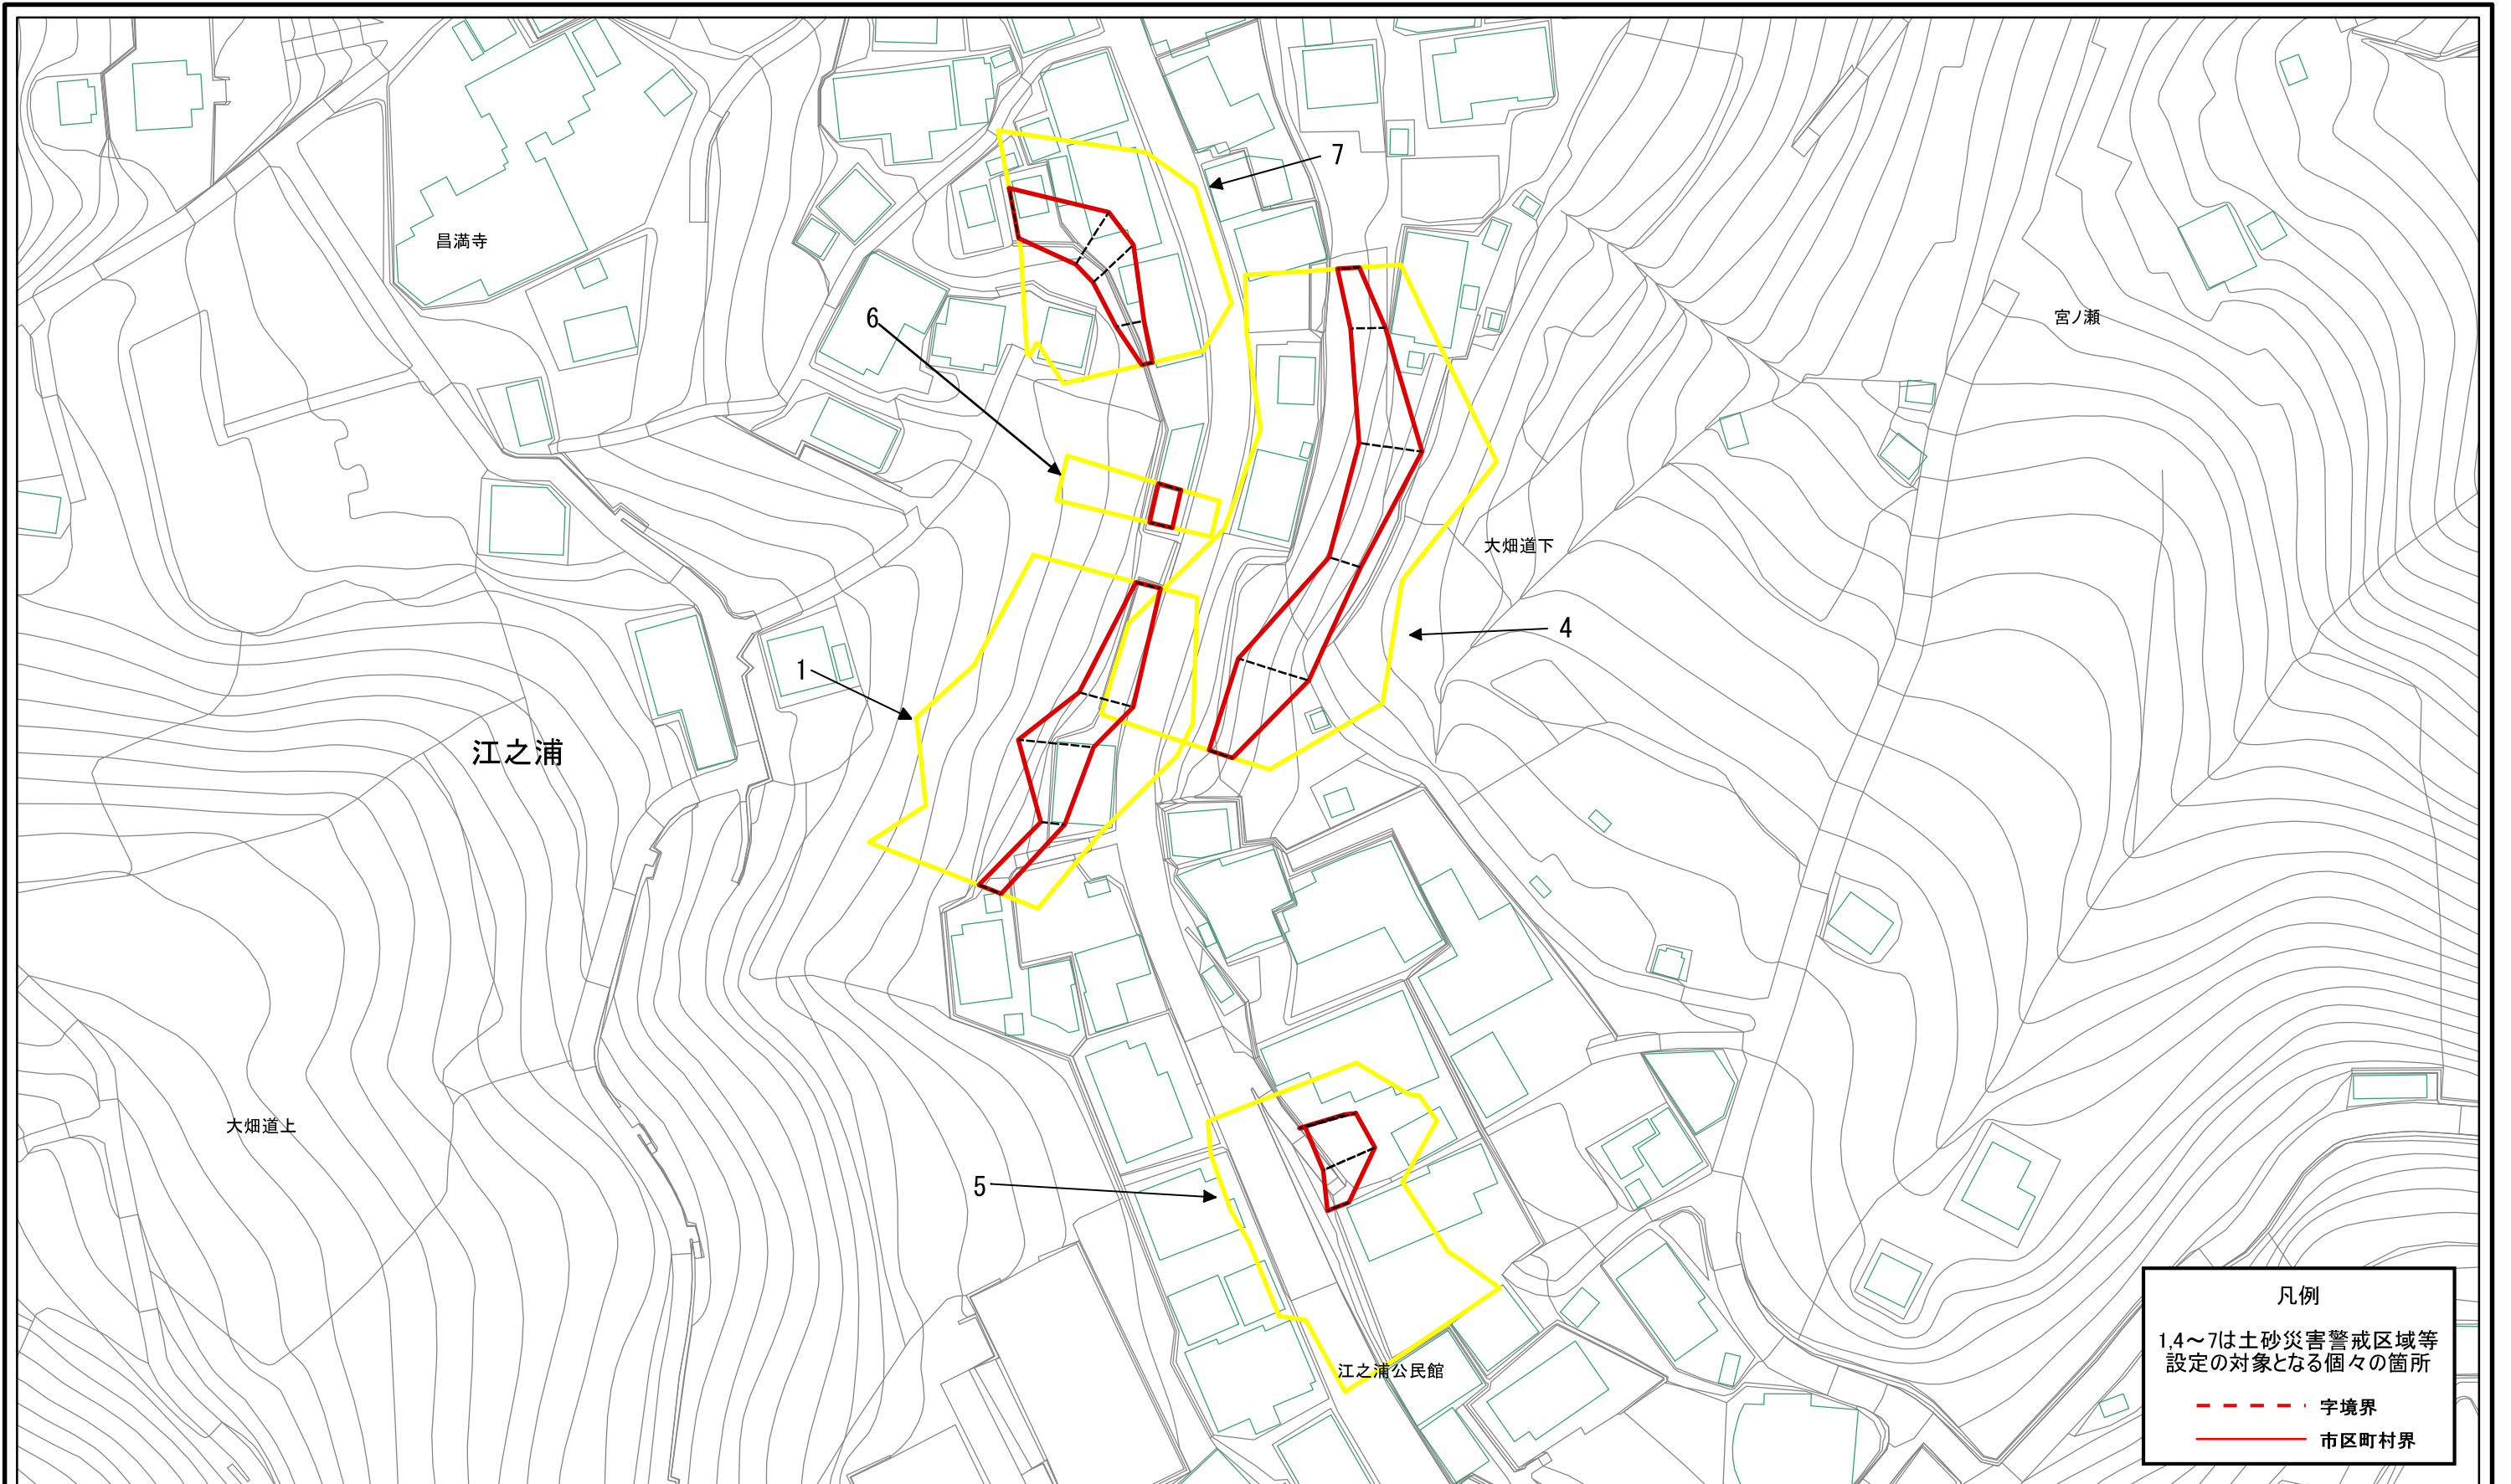 7
昌満寺
6
宮ノ瀬
大畑道下
4
1
江之浦
大畑道上
5
江之浦公民館
凡例
1,4~7は土砂災害警戒区域等
設定の対象となる個々の箇所
字境界
市区町村界